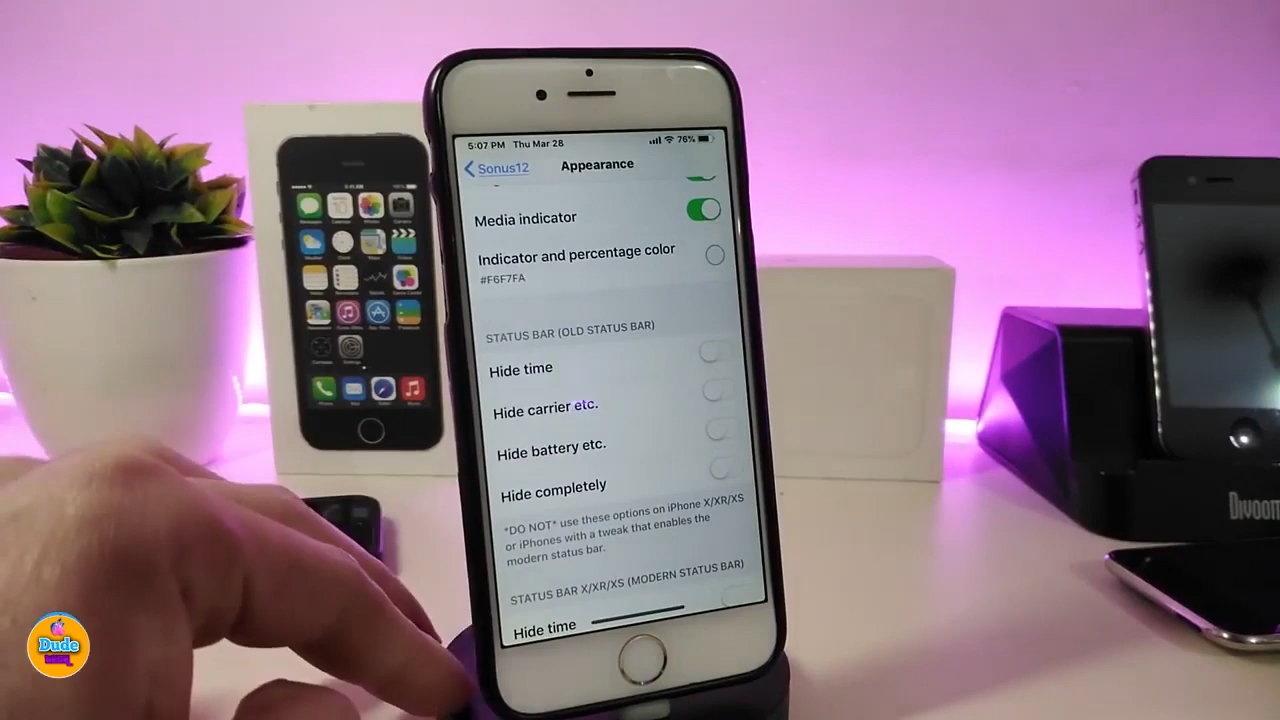 5:07 PM Thu Mar 28 76%
Sonus12 Appearance
Media indicator
Indicator and percentage color
#F6F7FA
STATUS BAR (OLD STATUS BAR)
Hide time
Hide carrier etc.
Hide battery etc.
Hide completely
*DO NOT* use these options on iPhone X/XR/XS
or iPhones with a tweak that enables the
modern status bar.
STATUS BAR X/XR/XS (MODERN STATUS BAR)
Hide time
Divoom
Dude